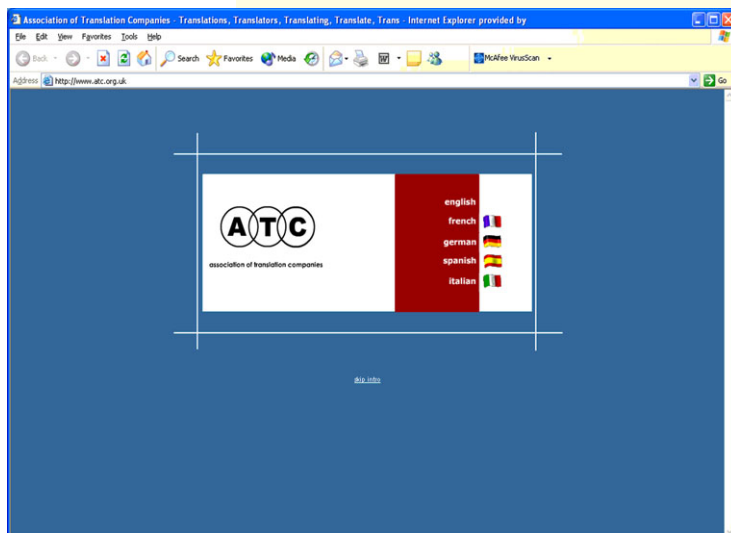 Association of Translation Companies - Translations, Translators, Translating, Translate, Trans - Internet Explorer provided by
File Edit View Favorites Tools Help
Back Search Favorites Media W McAfee VirusScan
Address http://www.atc.org.uk Go
english
ATC
french
german
association of translation companies
spanish
italian
skip intro